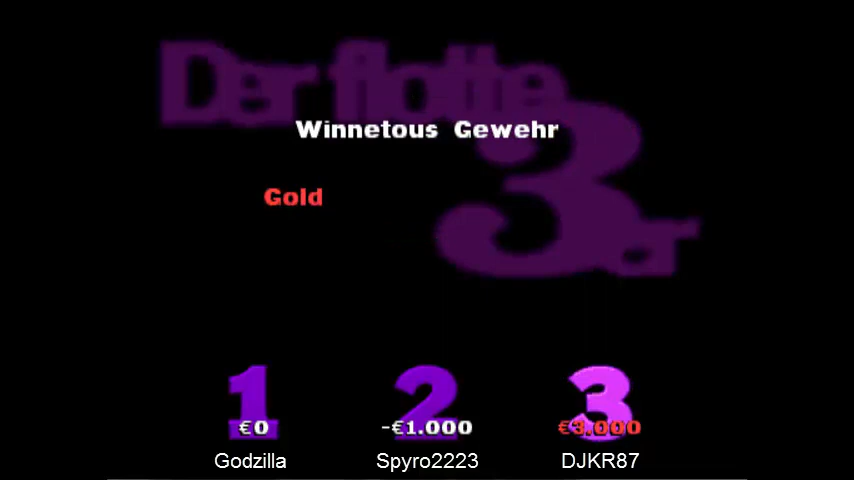 Der flotte
3er
Winnetous Gewehr
Gold
1 2 3
€0 -€1.000 €3.000
Godzilla Spyro2223 DJKR87